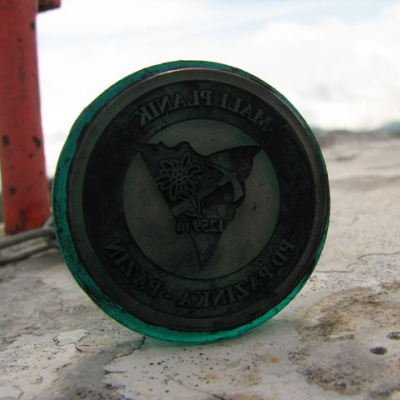 MALI PLANIK
1259 m
PD PAZINKA - PAZIN